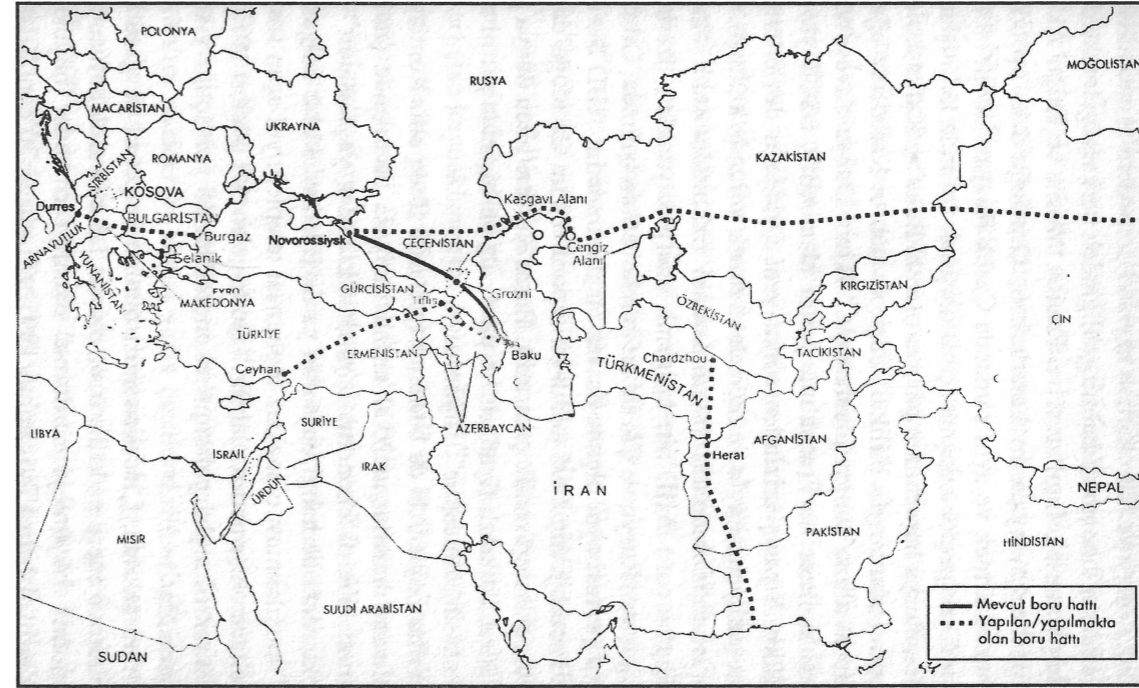 POLONYA
RUSYA
MOĞOLİSTAN
MACARİSTAN
UKRAYNA
ROMANYA
KAZAKİSTAN
SIRBİSTAN
KOSOVA
Kasgavı Alanı
Durres
BULGARİSTAN
Burgaz
Novorossiysk
ÇEÇENİSTAN
Cengiz
Alanı
ARNAVUTLUK
Selanik
YUNANİSTAN
MAKEDONYA
GÜRCİSİTAN
Grozni
KIRGIZİSTAN
Tiflis
ÖZBEKİSTAN
ÇİN
TÜRKİYE
ERMENİSTAN
Baku
Chardzhou
TACİKİSTAN
Ceyhan
TÜRKMENİSTAN
AZERBAYCAN
SURİYE
LİBYA
AFGANİSTAN
İSRAİL
IRAK
Herat
ÜRDÜN
İRAN
NEPAL
MISIR
PAKİSTAN
HİNDİSTAN
SUUDİ ARABİSTAN
SUDAN
Mevcut boru hattı
Yapılan/yapılmakta
olan boru hattı